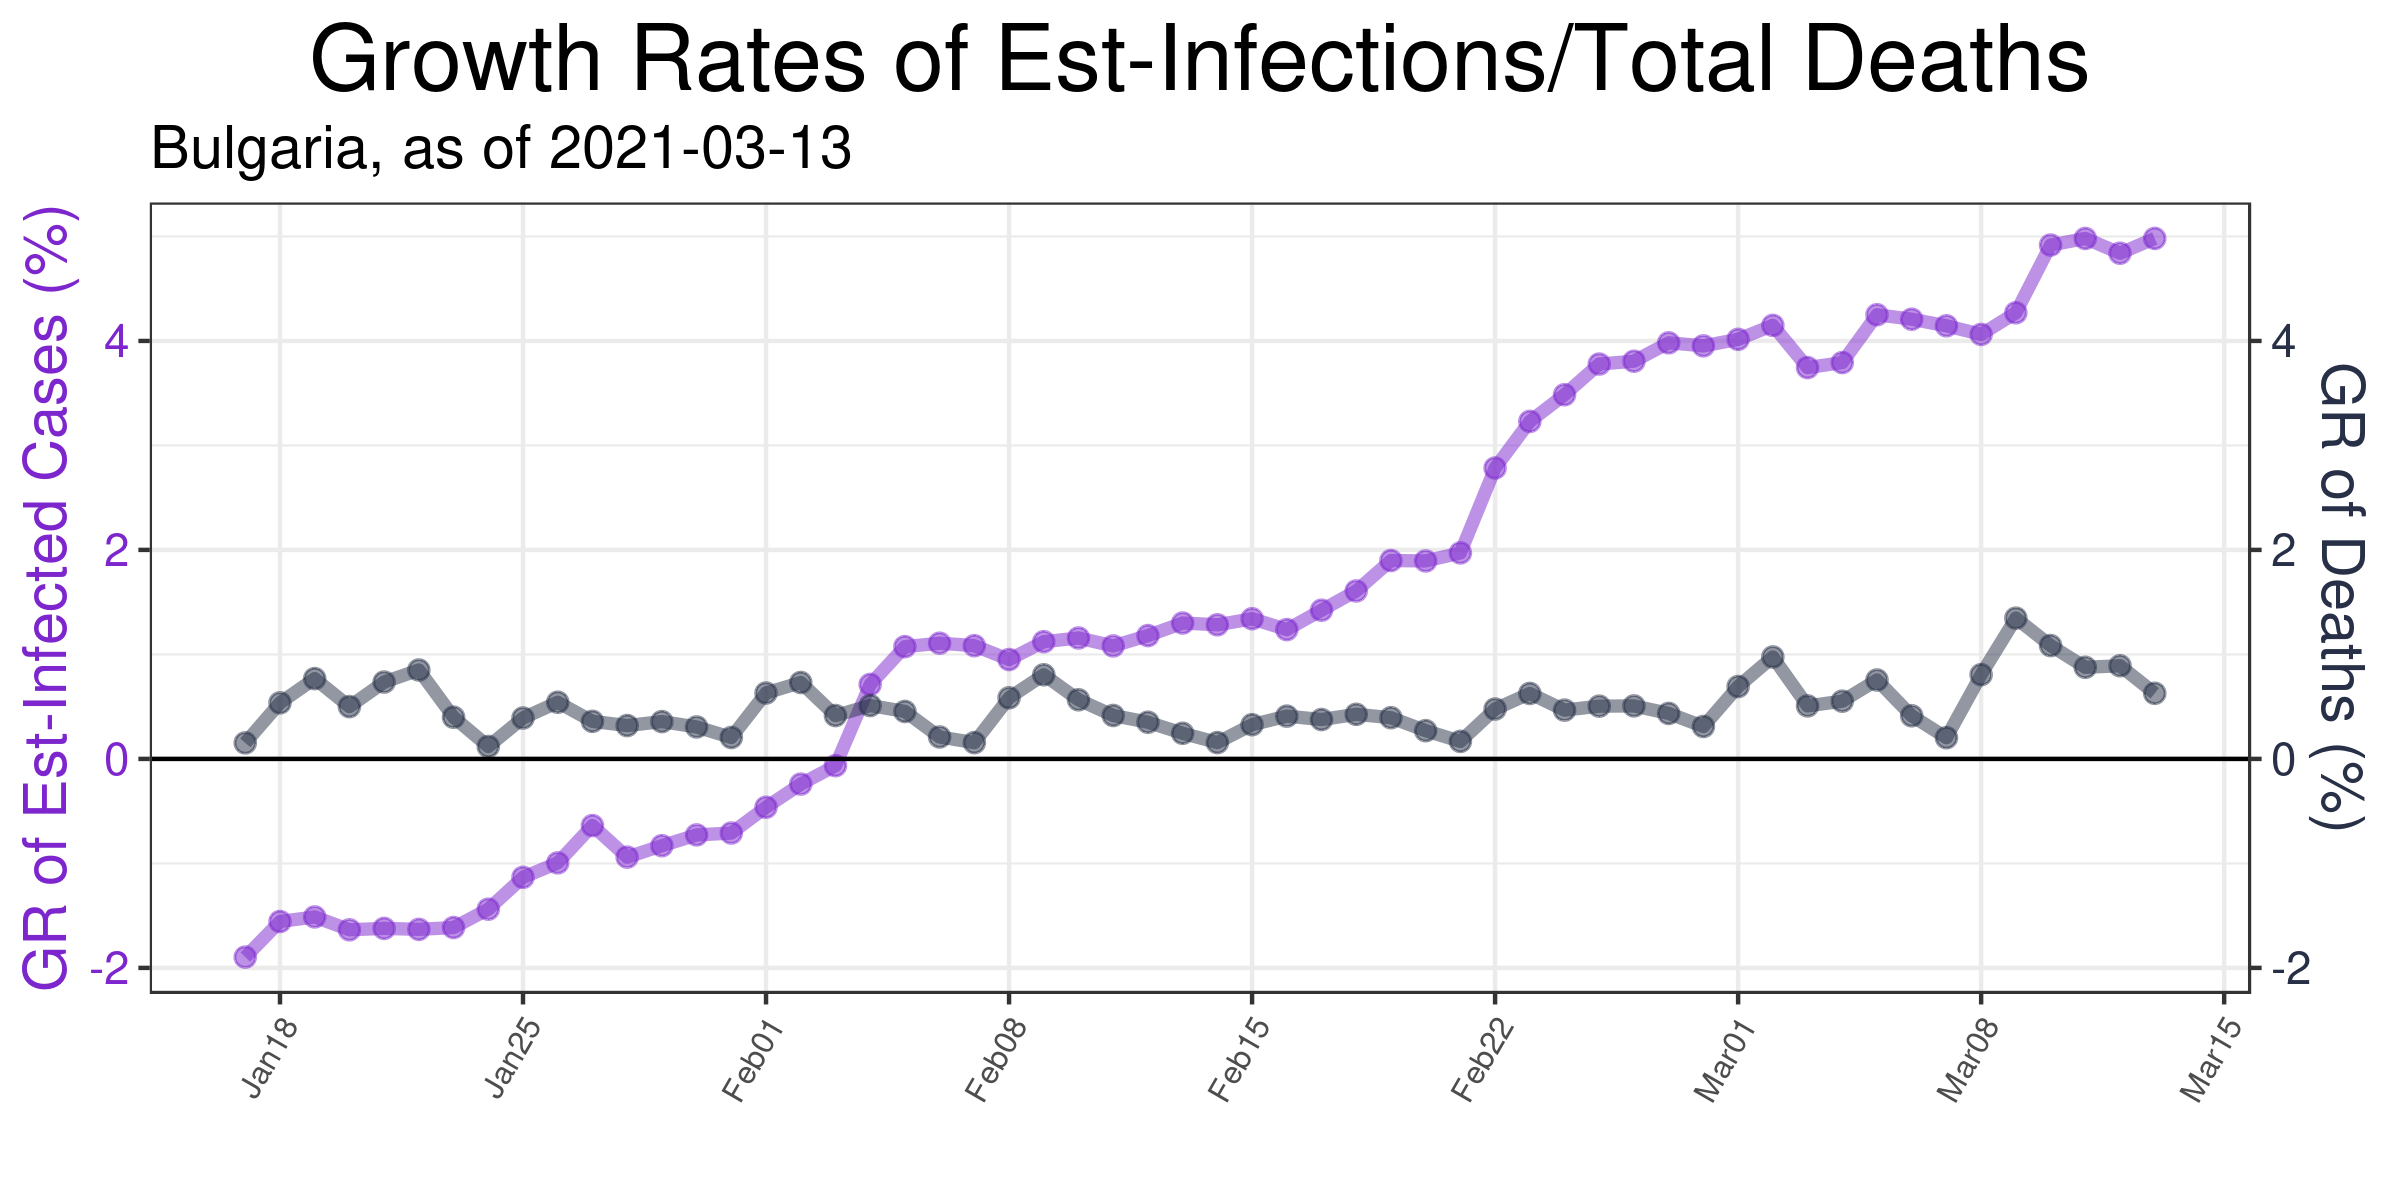 Growth Rates of Est-Infections/Total Deaths
Bulgaria, as of 2021-03-13
GR of Est-Infected Cases (%)
4
2
0
-2
4
2
0
-2
GR of Deaths (%)
Jan18
Jan25
Feb01
Feb08
Feb15
Feb22
Mar01
Mar08
Mar15